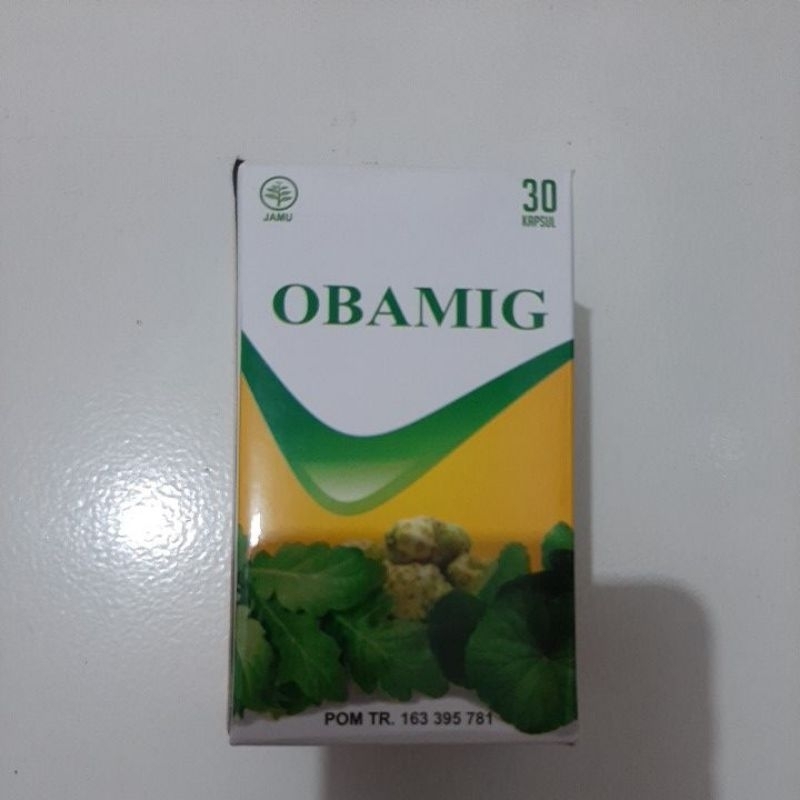 JAMU
30
KAPSUL
OBAMIG
POM TR. 163 395 781